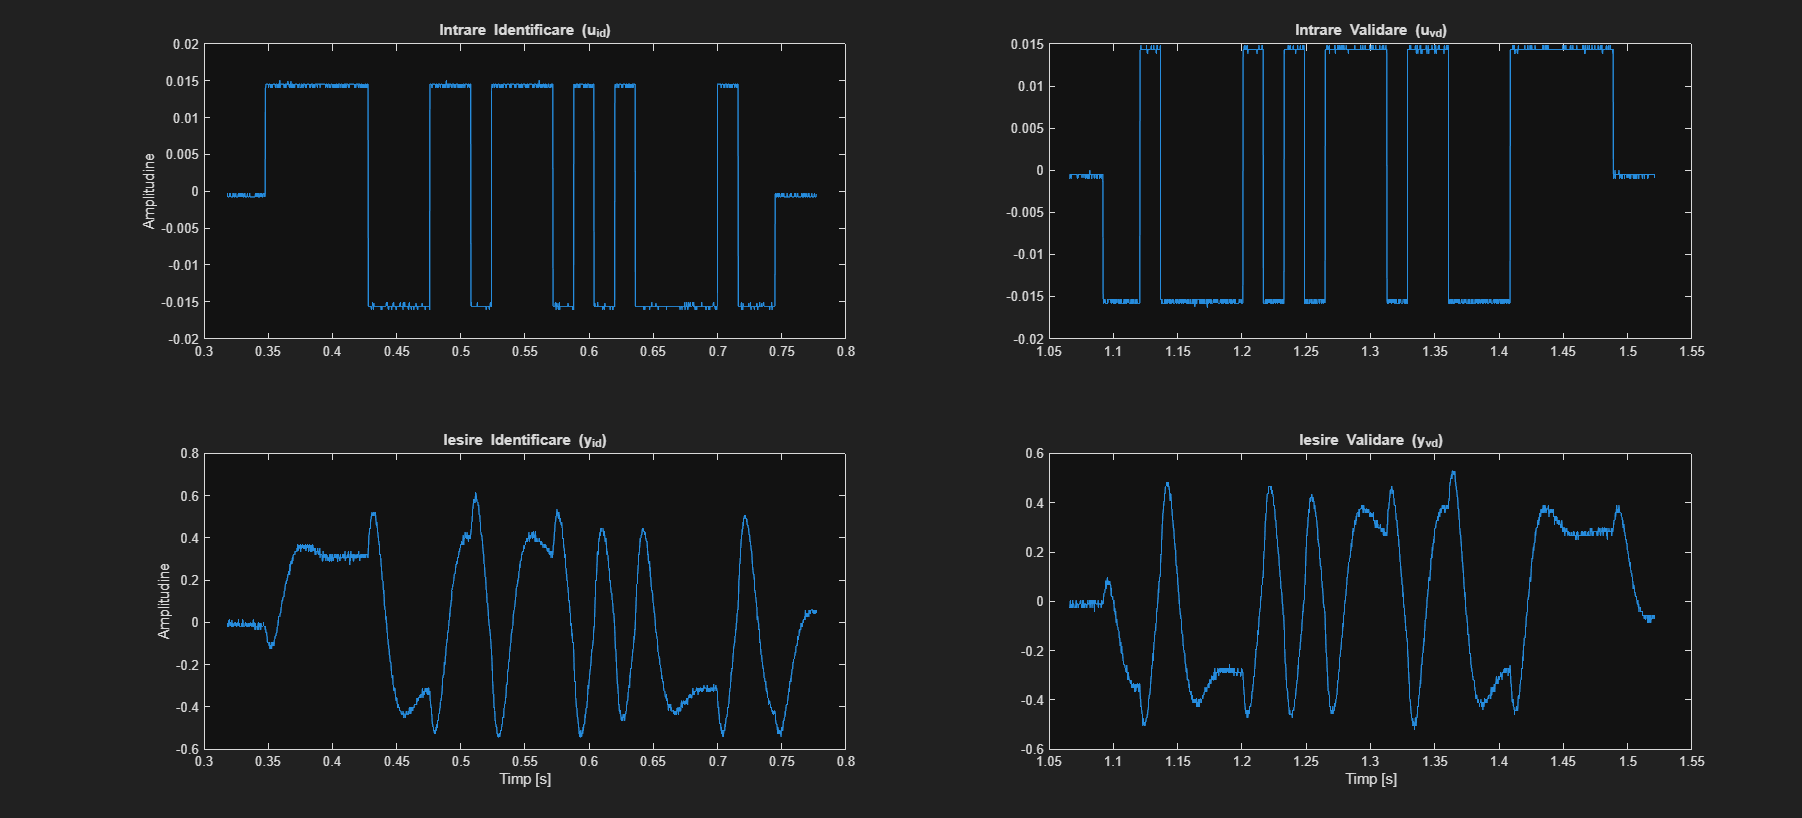 Intrare Identificare (uid)
0.02
0.015
0.01
0.005
0
-0.005
-0.01
-0.015
-0.02
Amplitudine
0.3 0.35 0.4 0.45 0.5 0.55 0.6 0.65 0.7 0.75 0.8
Intrare Validare (uvd)
0.015
0.01
0.005
0
-0.005
-0.01
-0.015
-0.02
1.05 1.1 1.15 1.2 1.25 1.3 1.35 1.4 1.45 1.5 1.55
Iesire Identificare (yid)
0.8
0.6
0.4
0.2
0
-0.2
-0.4
-0.6
Amplitudine
0.3 0.35 0.4 0.45 0.5 0.55 0.6 0.65 0.7 0.75 0.8
Timp [s]
Iesire Validare (yvd)
0.6
0.4
0.2
0
-0.2
-0.4
-0.6
1.05 1.1 1.15 1.2 1.25 1.3 1.35 1.4 1.45 1.5 1.55
Timp [s]